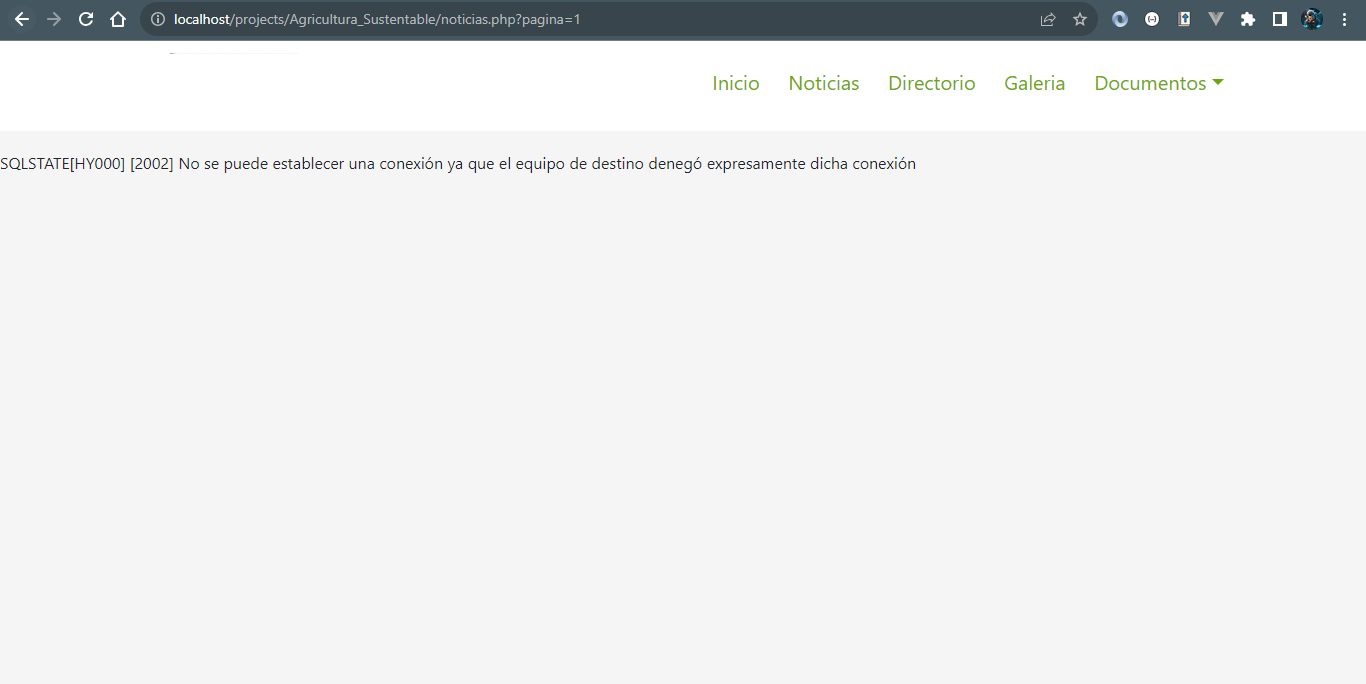 localhost/projects/Agricultura_Sustentable/noticias.php?pagina=1
Inicio Noticias Directorio Galeria Documentos
SQLSTATE[HY000] [2002] No se puede establecer una conexión ya que el equipo de destino denegó expresamente dicha conexión